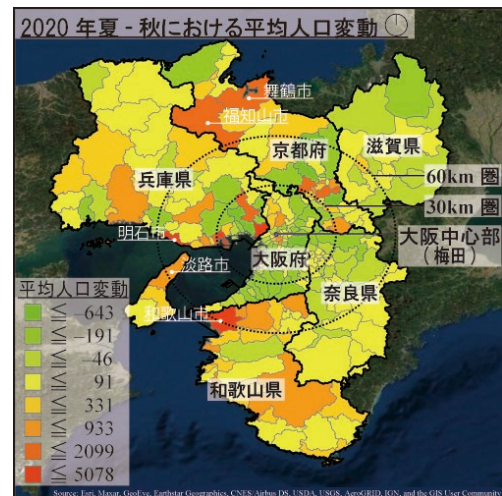 2020 年夏 - 秋における平均人口変動
舞鶴市
福知山市
京都府
滋賀県
兵庫県
60km 圏
30km 圏
明石市
大阪府
大阪中心部
(梅田)
淡路市
奈良県
平均人口変動
和歌山市
≦ –643
≦ –191
≦ –46
≦ 91
≦ 331
≦ 933
≦ 2099
≦ 5078
和歌山県
Source: Esri, Maxar, GeoEye, Earthstar Geographics, CNES/Airbus DS, USDA, USGS, AeroGRID, IGN, and the GIS User Community